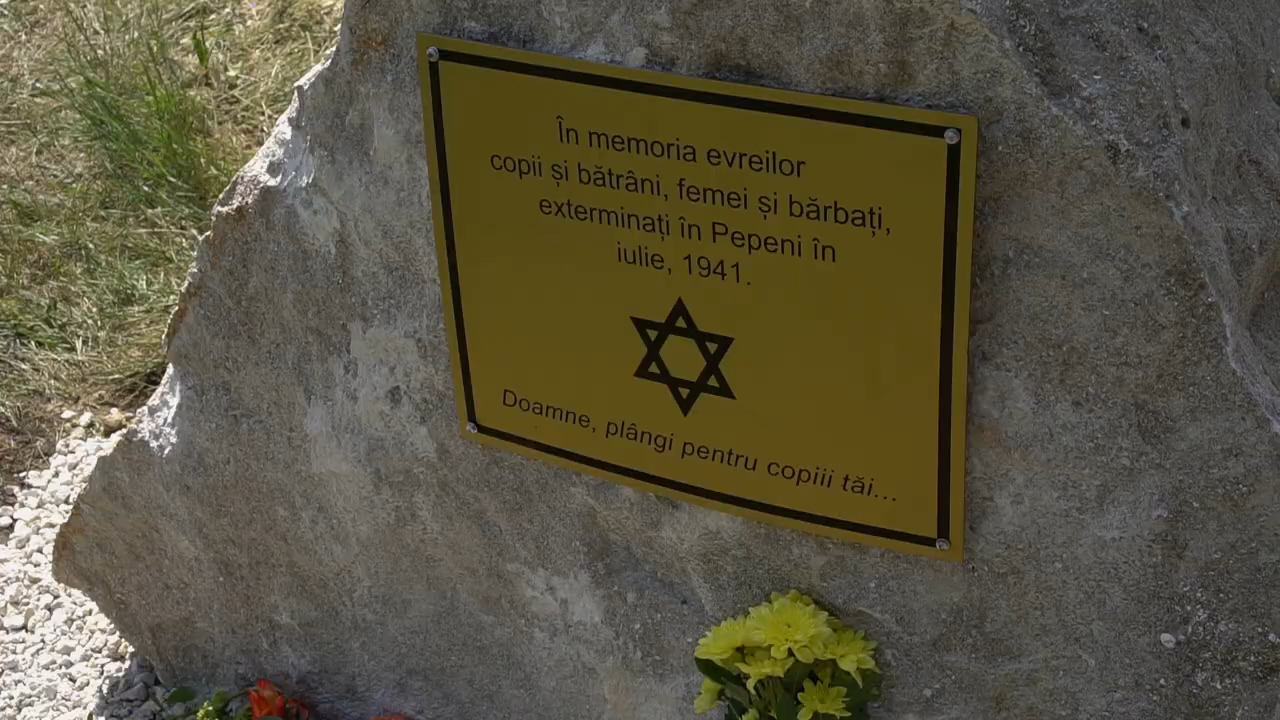 În memoria evreilor
copii și bătrâni, femei și bărbați,
exterminați în Pepeni în
iulie, 1941.
Doamne, plângi pentru copiii tăi...